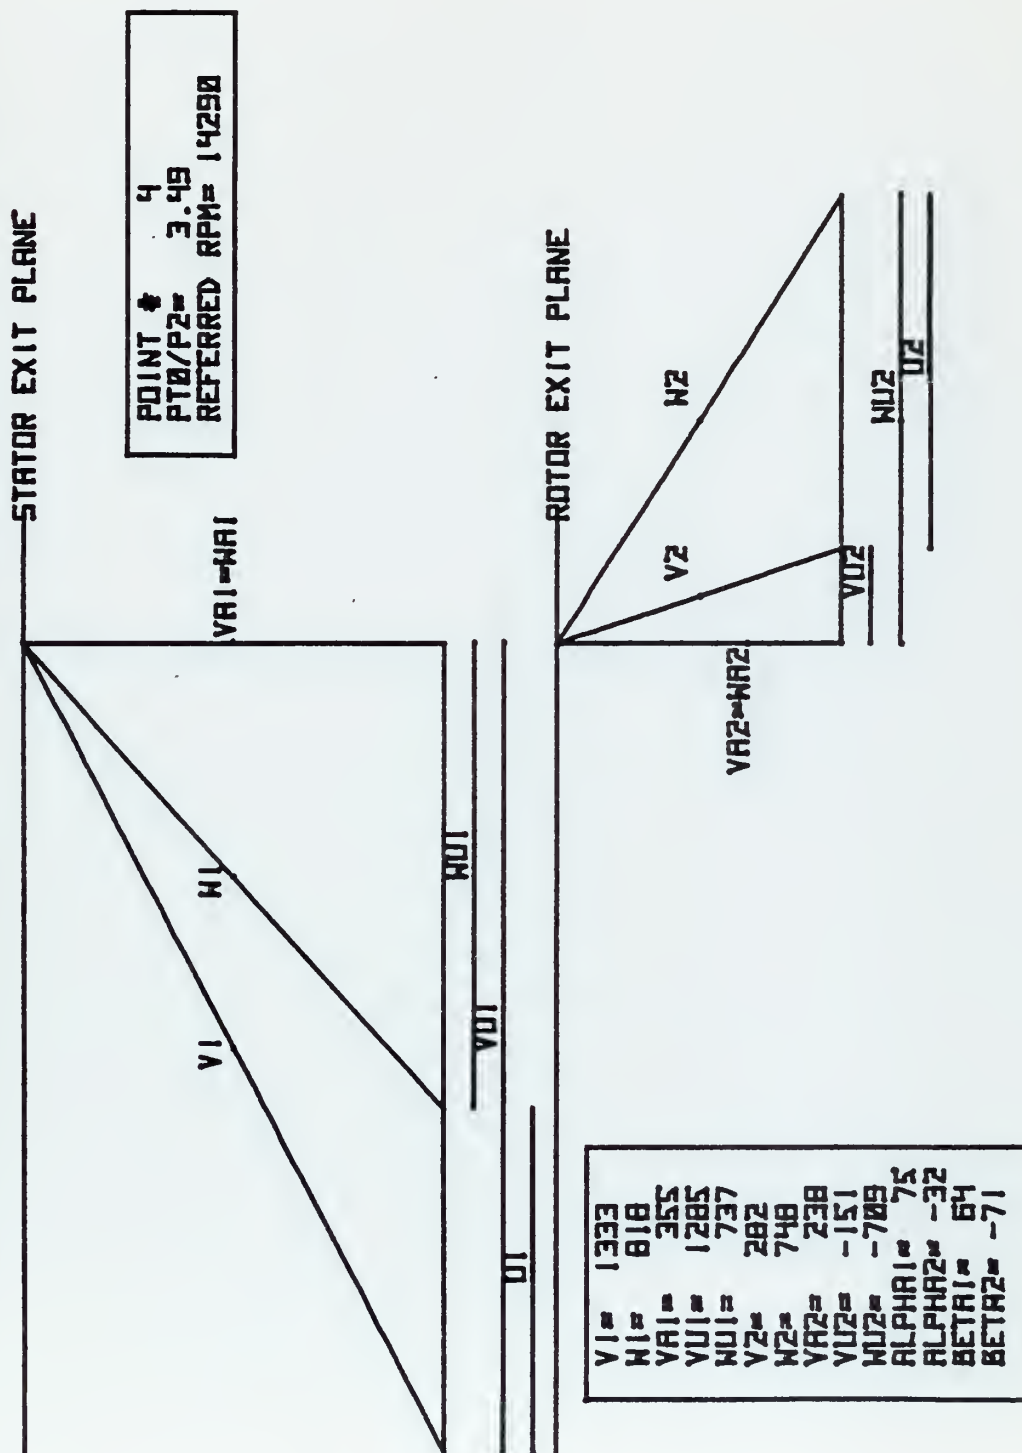 STATOR EXIT PLANE
POINT # 4
PT0/P2= 3.49
REFERRED RPM= 14290
VA1=WA1
V1
W1
WU1
VU1
U1
ROTOR EXIT PLANE
V2
W2
VA2=WA2
VU2
WU2
U2
V1= 1333
W1= 818
VA1= 355
VU1= 1285
WU1= 737
V2= 282
W2= 748
VA2= 238
VU2= -151
WU2= -709
ALPHA1= 75
ALPHA2= -32
BETA1= 64
BETA2= -71